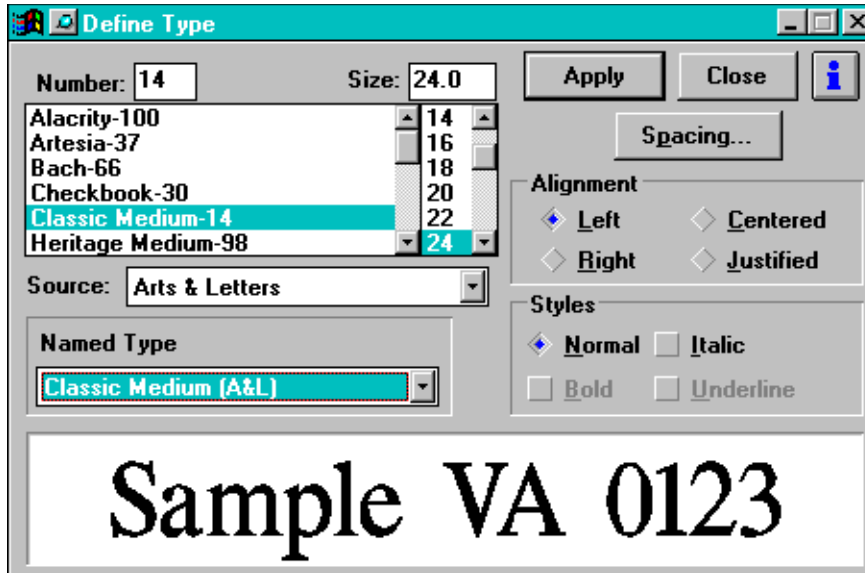 Define Type
Number: 14
Size: 24.0
Apply
Close
i
Alacrity-100
Artesia-37
Bach-66
Checkbook-30
Classic Medium-14
Heritage Medium-98
14
16
18
20
22
24
Spacing...
Alignment
Left
Centered
Right
Justified
Source: Arts & Letters
Styles
Normal
Italic
Bold
Underline
Named Type
Classic Medium (A&L)
Sample VA 0123